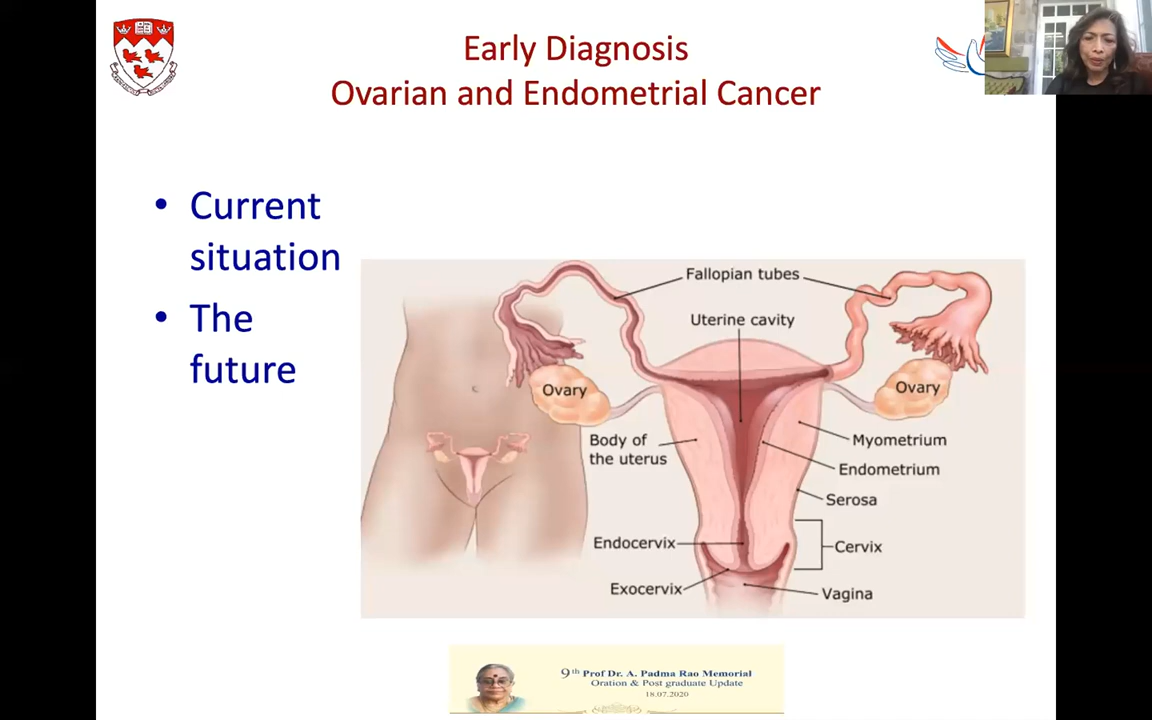 Early Diagnosis
Ovarian and Endometrial Cancer
• Current
situation
• The
future
Fallopian tubes
Uterine cavity
Ovary
Ovary
Body of
the uterus
Myometrium
Endometrium
Serosa
Endocervix
Cervix
Exocervix
Vagina
9th Prof Dr. A. Padma Rao Memorial
Oration & Post graduate Update
18.07.2020